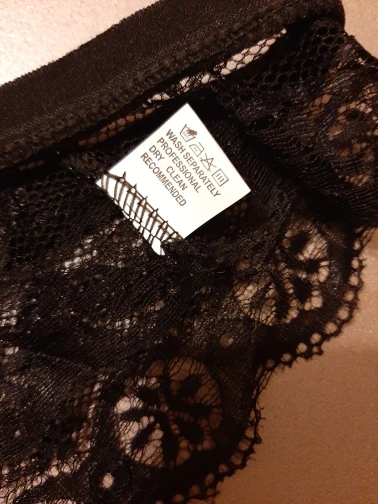 WASH SEPARATELY
PROFESSIONAL
DRY CLEAN
RECOMMENDED